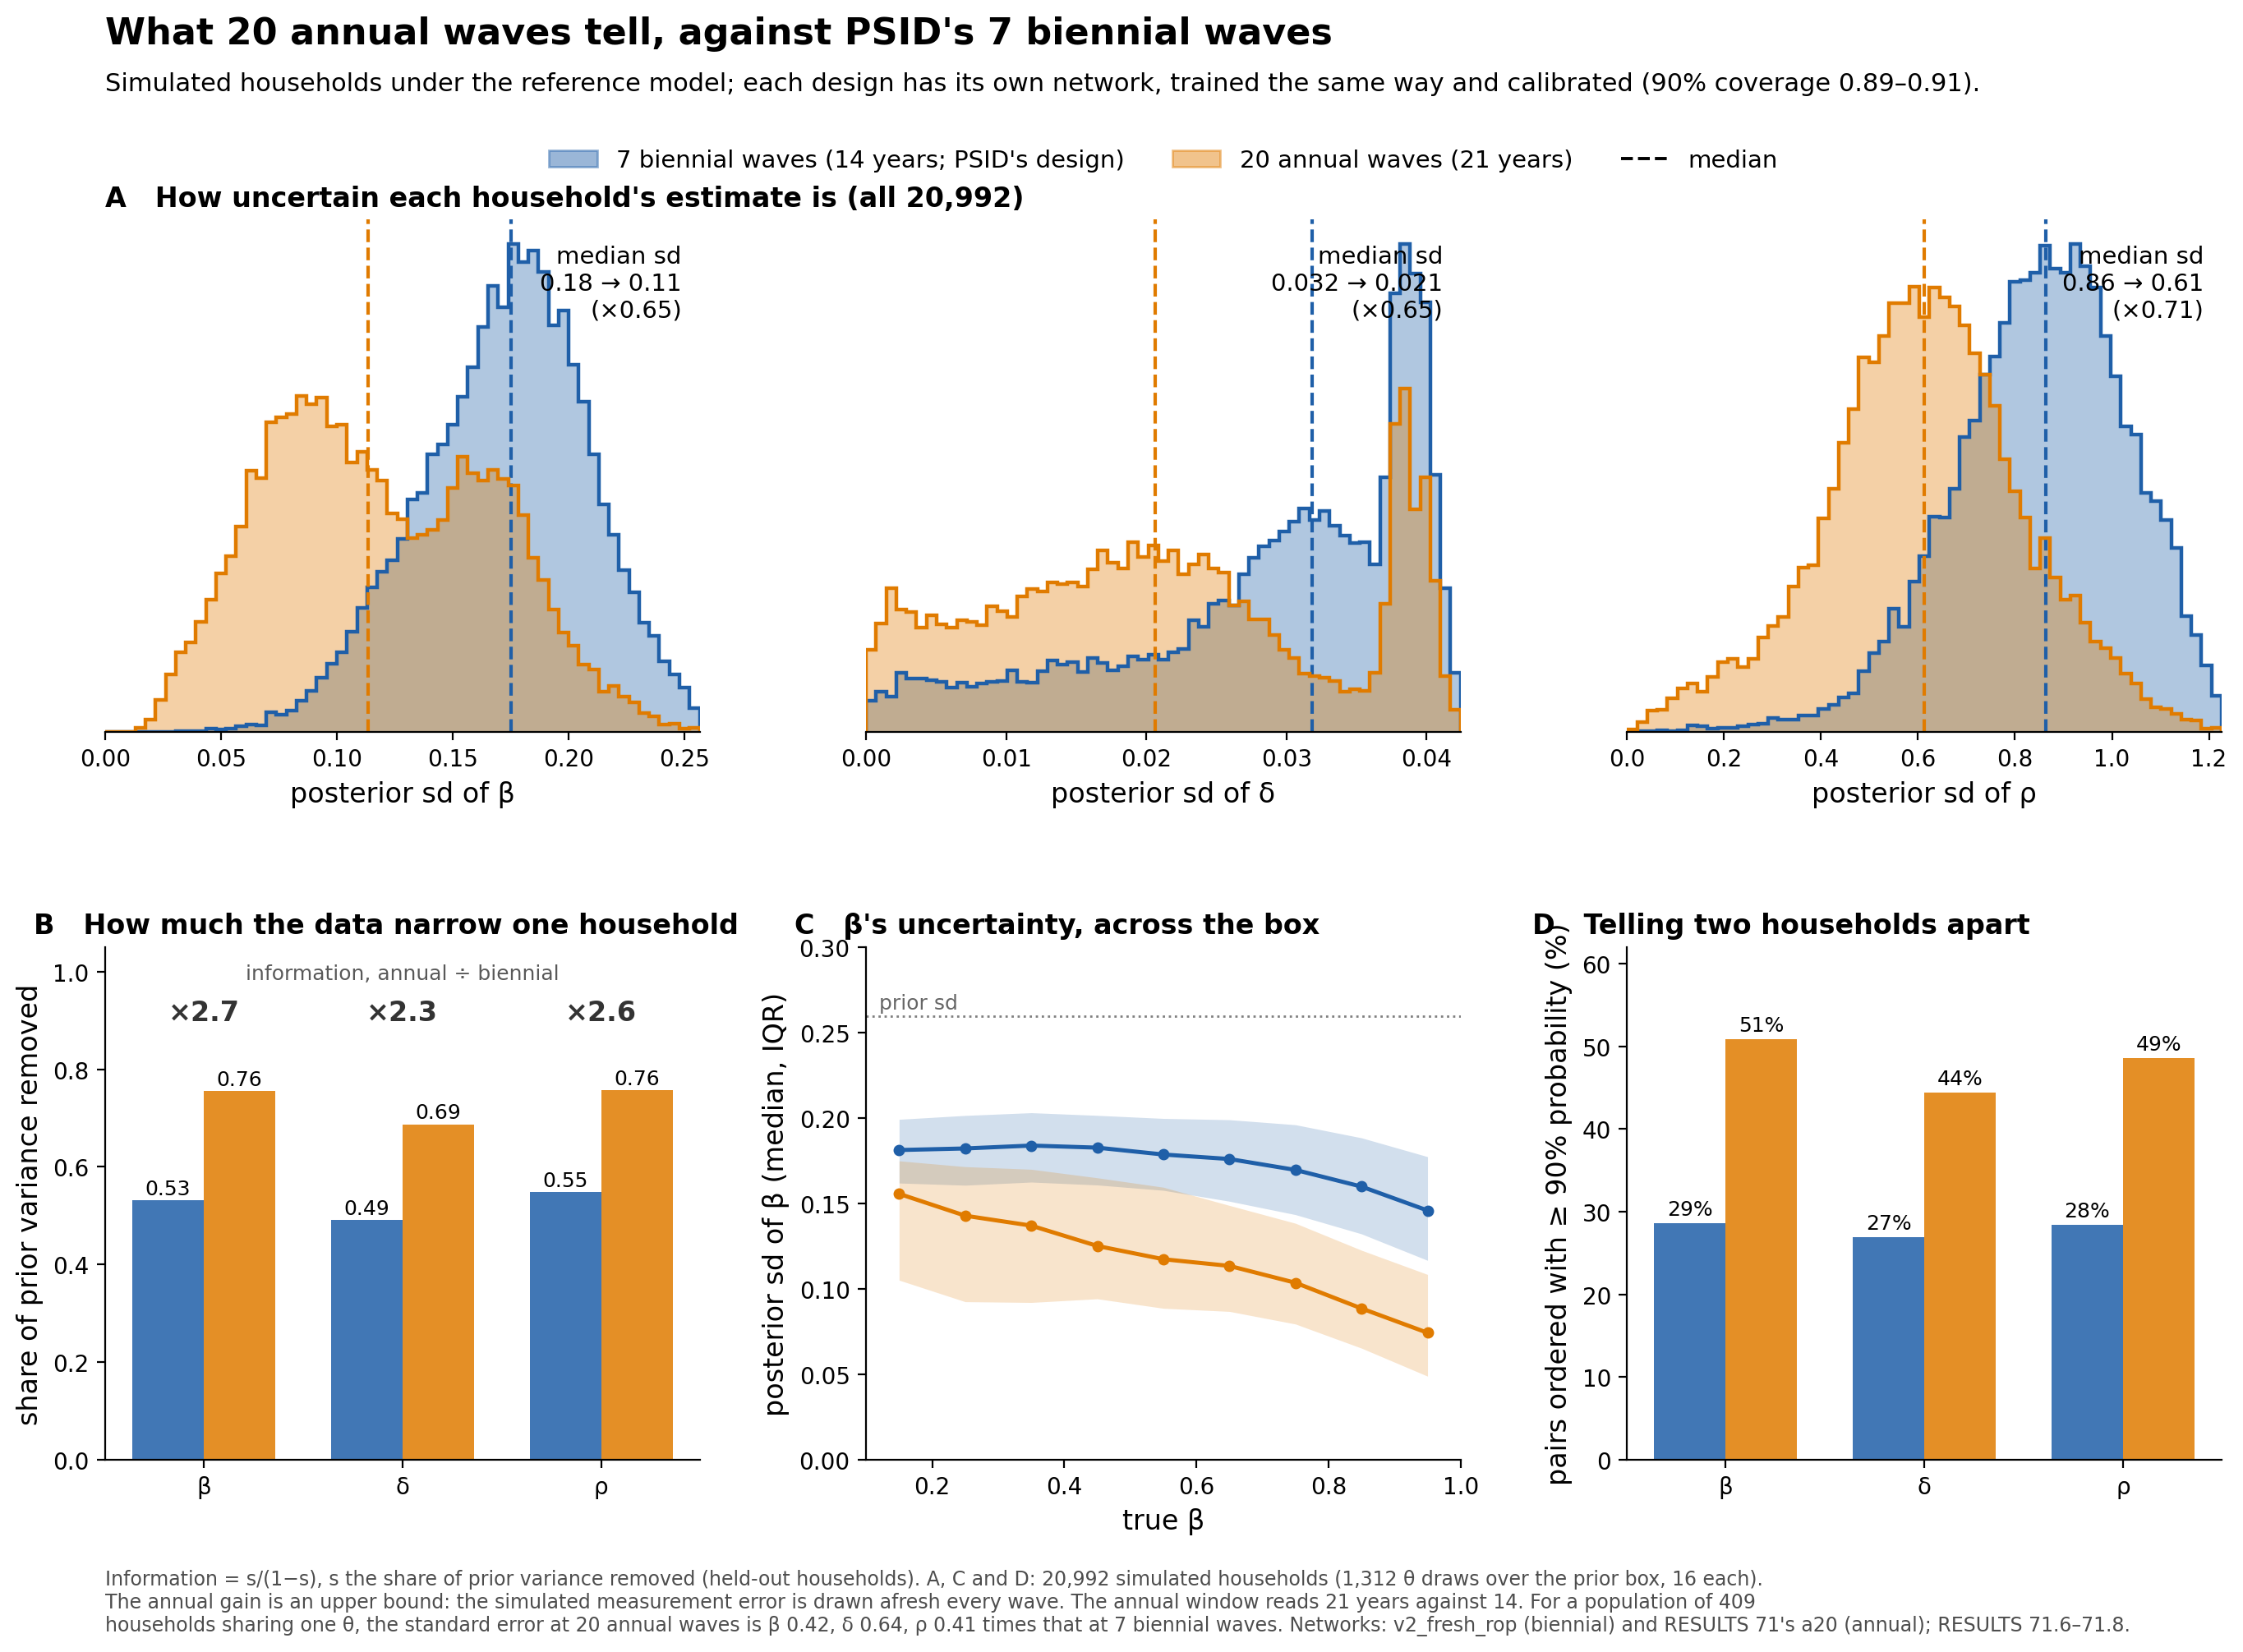 What 20 annual waves tell, against PSID's 7 biennial waves
Simulated households under the reference model; each design has its own network, trained the same way and calibrated (90% coverage 0.89–0.91).
7 biennial waves (14 years; PSID's design)
20 annual waves (21 years)
median
A How uncertain each household's estimate is (all 20,992)
median sd
0.18 → 0.11
(×0.65)
0.00 0.05 0.10 0.15 0.20 0.25
posterior sd of β
median sd
0.032 → 0.021
(×0.65)
0.00 0.01 0.02 0.03 0.04
posterior sd of δ
median sd
0.86 → 0.61
(×0.71)
0.0 0.2 0.4 0.6 0.8 1.0 1.2
posterior sd of ρ
B How much the data narrow one household
share of prior variance removed
1.0
0.8
0.6
0.4
0.2
0.0
information, annual ÷ biennial
×2.7 ×2.3 ×2.6
0.53 0.76 0.49 0.69 0.55 0.76
β δ ρ
C β's uncertainty, across the box
posterior sd of β (median, IQR)
0.30
0.25
0.20
0.15
0.10
0.05
0.00
prior sd
0.2 0.4 0.6 0.8 1.0
true β
D Telling two households apart
pairs ordered with ≥ 90% probability (%)
60
50
40
30
20
10
0
29% 51% 27% 44% 28% 49%
β δ ρ
Information = s/(1−s), s the share of prior variance removed (held-out households). A, C and D: 20,992 simulated households (1,312 θ draws over the prior box, 16 each).
The annual gain is an upper bound: the simulated measurement error is drawn afresh every wave. The annual window reads 21 years against 14. For a population of 409
households sharing one θ, the standard error at 20 annual waves is β 0.42, δ 0.64, ρ 0.41 times that at 7 biennial waves. Networks: v2_fresh_rop (biennial) and RESULTS 71's a20 (annual); RESULTS 71.6–71.8.